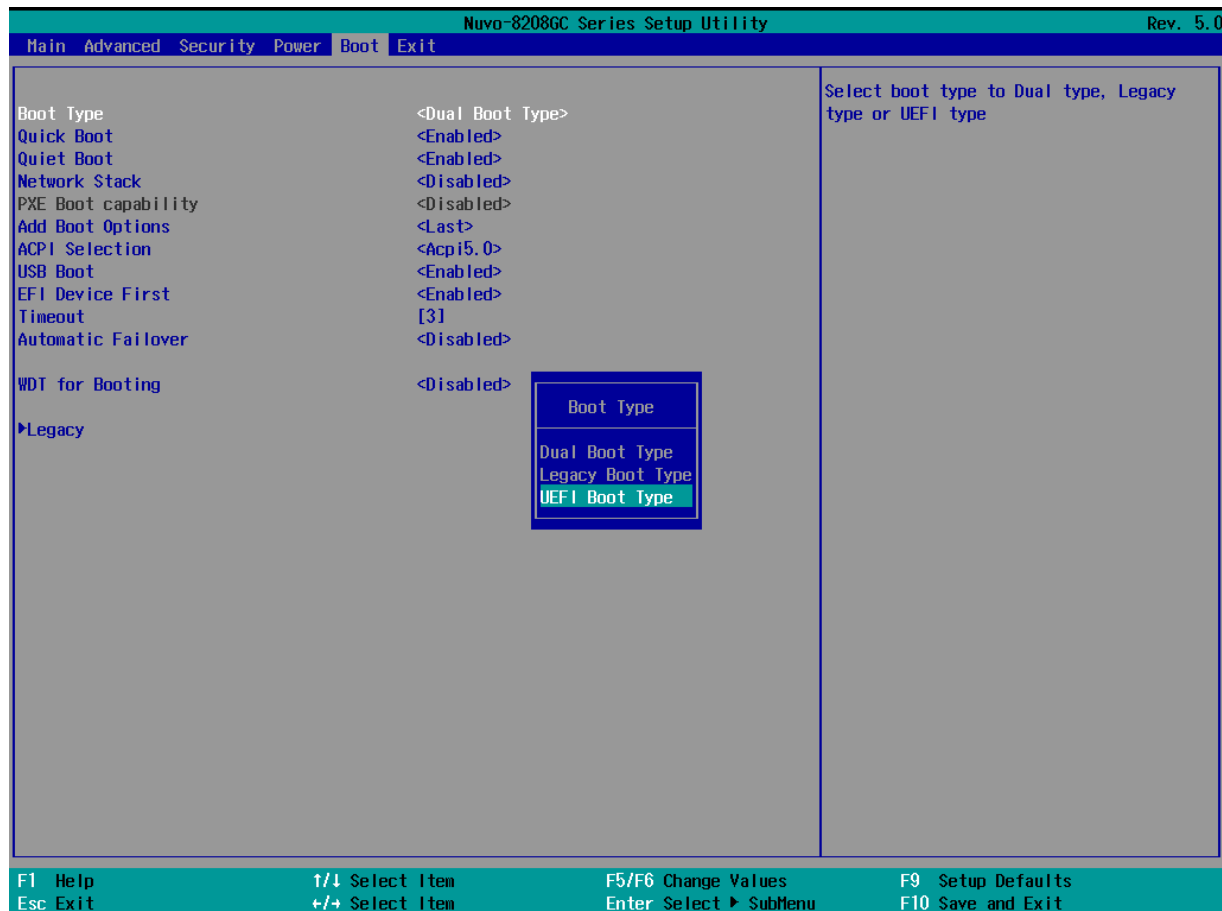 Nuvo-8208GC Series Setup Utility Rev. 5.0
Main Advanced Security Power Boot Exit
Boot Type <Dual Boot Type>
Quick Boot <Enabled>
Quiet Boot <Enabled>
Network Stack <Disabled>
PXE Boot capability <Disabled>
Add Boot Options <Last>
ACPI Selection <Acpi5.0>
USB Boot <Enabled>
EFI Device First <Enabled>
Timeout [3]
Automatic Failover <Disabled>
WDT for Booting <Disabled>
▶Legacy
Boot Type
Dual Boot Type
Legacy Boot Type
UEFI Boot Type
Select boot type to Dual type, Legacy
type or UEFI type
F1 Help ↑/↓ Select Item F5/F6 Change Values F9 Setup Defaults
Esc Exit ←/→ Select Item Enter Select ▶ SubMenu F10 Save and Exit